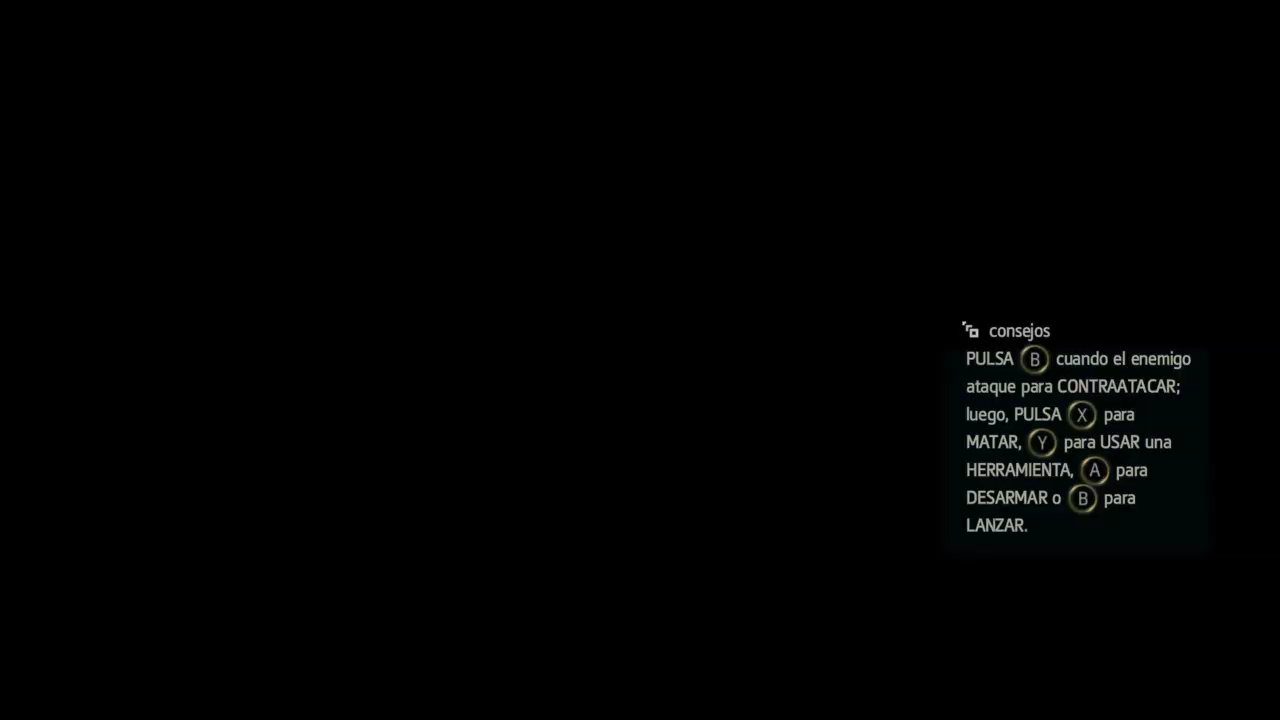 consejos
PULSA B cuando el enemigo
ataque para CONTRAATACAR;
luego, PULSA X para
MATAR, Y para USAR una
HERRAMIENTA, A para
DESARMAR o B para
LANZAR.